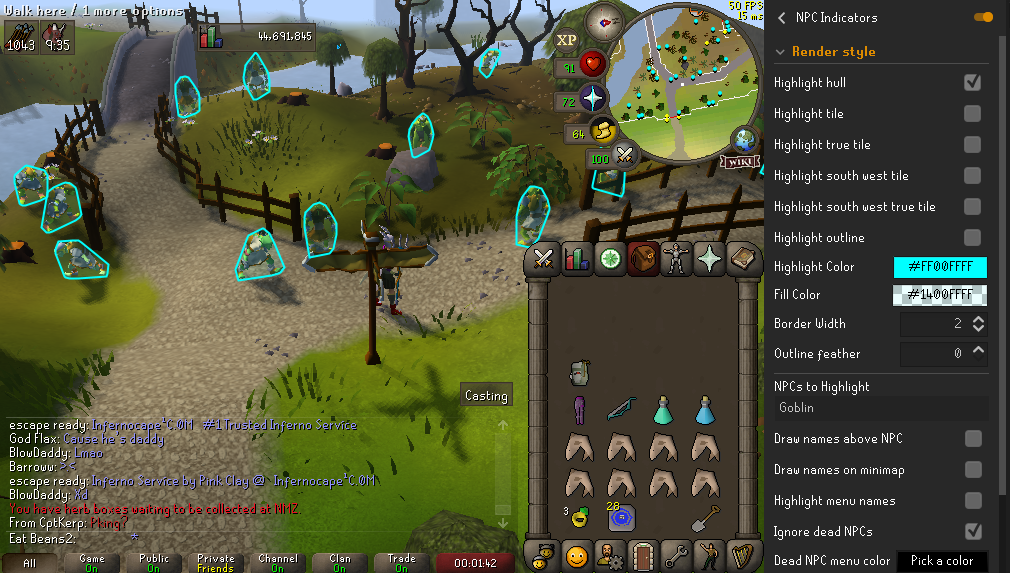 Walk here / 1 more options
1043
9:35
44,691,845
50 FPS
15 ms
XP
91
72
64
100
WIKI
Casting
escape ready: Infernocape℃.0M #1Trusted Inferno Service
God Flax: Cause he's daddy
BlowDaddy: Lmao
Barroww: ><
escape ready: Inferno Service by Pink Clay @ Infernocape℃.0M
BlowDaddy: Xd
You have herb boxes waiting to be collected at NMZ.
From CptKerp: Pking?
Eat Beans2: *
All
Game
On
Public
On
Private
Friends
Channel
On
Clan
On
Trade
On
00:01:42
3
28
NPC Indicators
Render style
Highlight hull
Highlight tile
Highlight true tile
Highlight south west tile
Highlight south west true tile
Highlight outline
Highlight Color
#FF00FFFF
Fill Color
#1400FFFF
Border Width
2
Outline feather
0
NPCs to Highlight
Goblin
Draw names above NPC
Draw names on minimap
Highlight menu names
Ignore dead NPCs
Dead NPC menu color
Pick a color